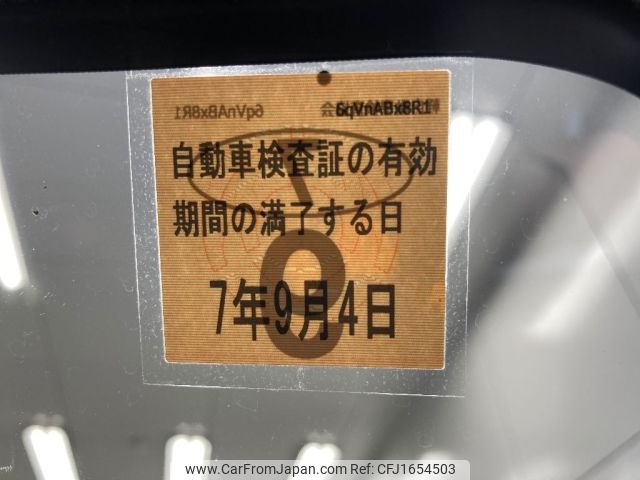 6qVnABx8R1
自動車検査証の有効
期間の満了する日
7年9月4日
www.CarFromJapan.com - CFJ1654503